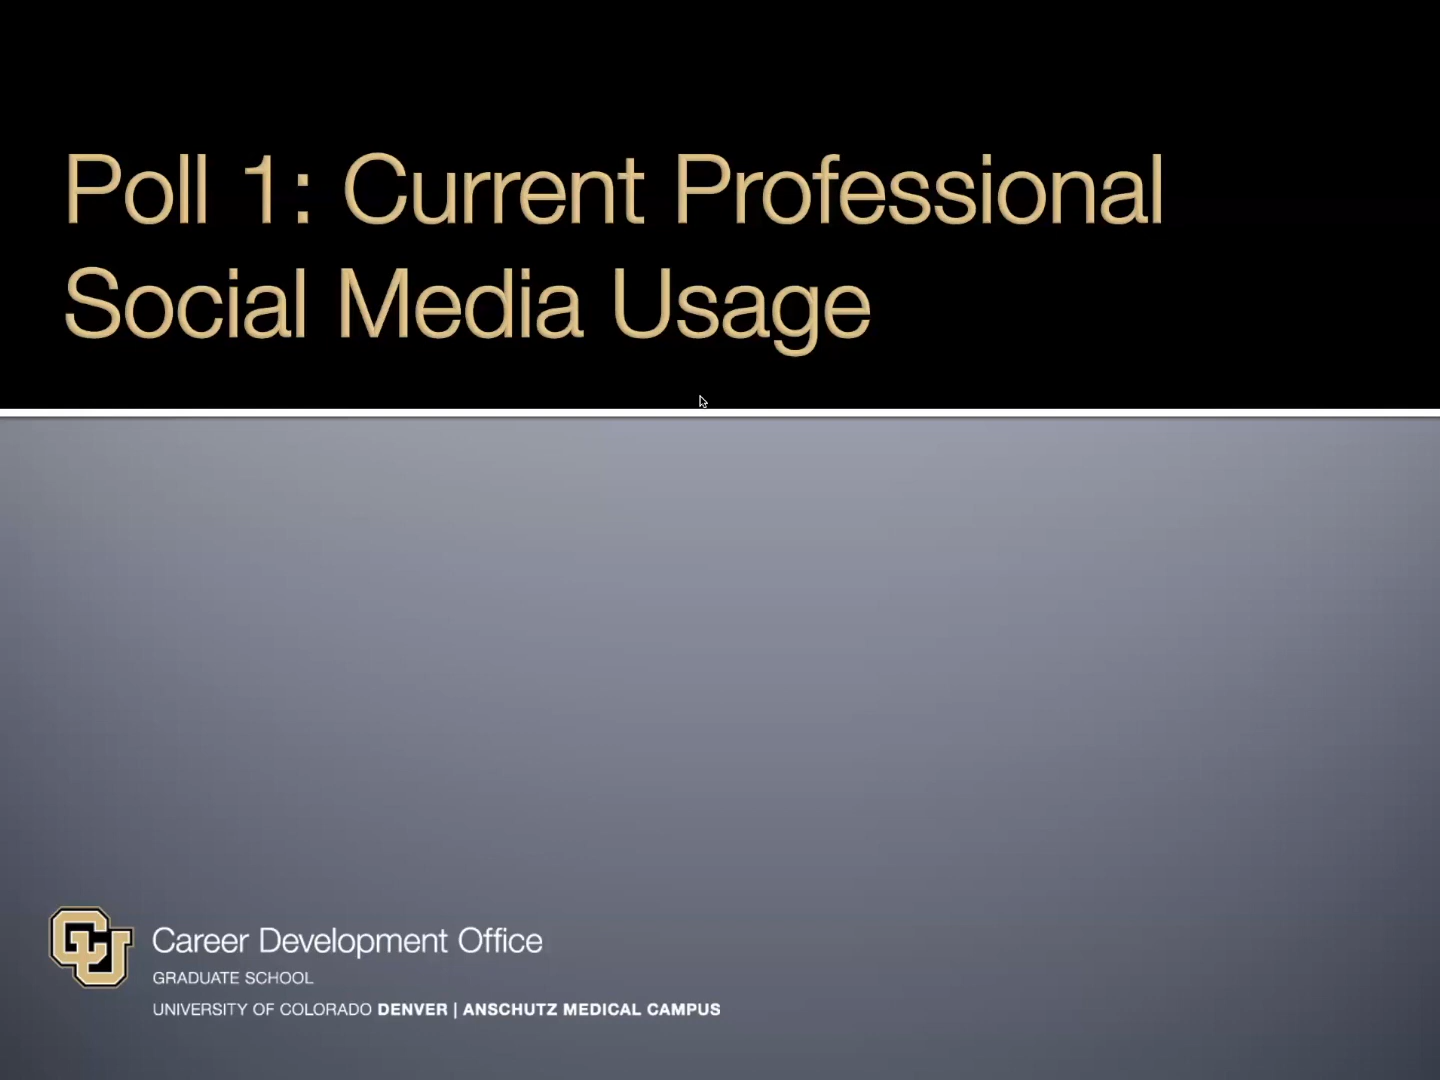 Poll 1: Current Professional
Social Media Usage
CU
Career Development Office
GRADUATE SCHOOL
UNIVERSITY OF COLORADO DENVER | ANSCHUTZ MEDICAL CAMPUS